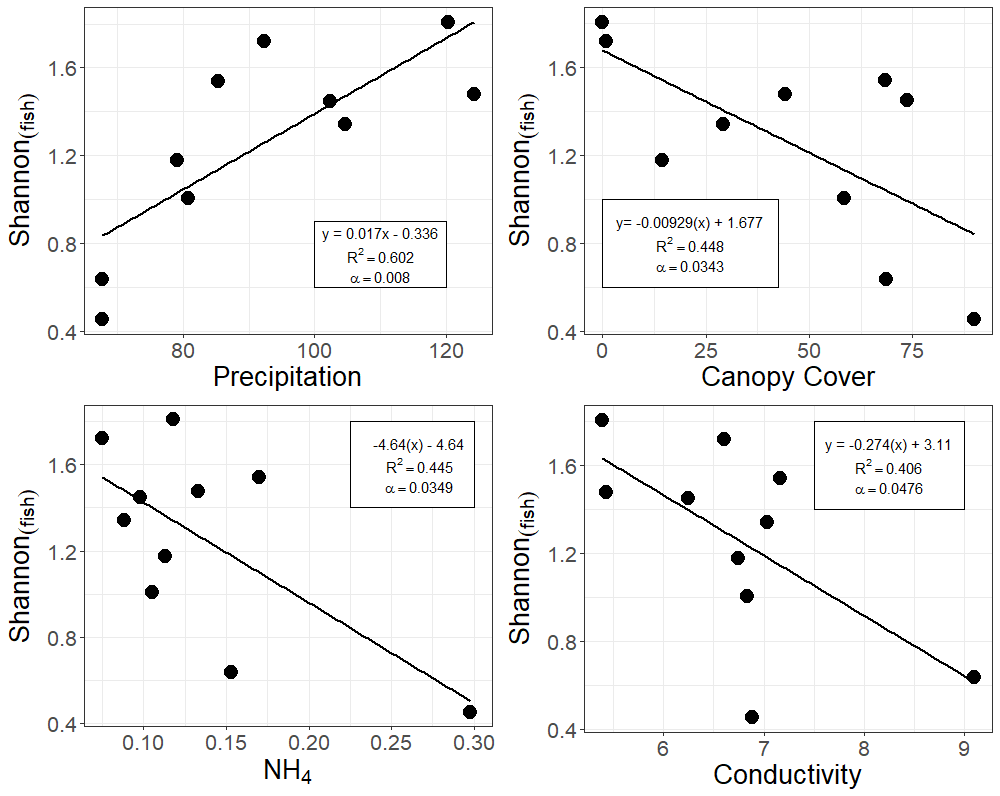 Shannon(fish)
1.6
1.2
0.8
0.4
y = 0.017x - 0.336
R² = 0.602
α = 0.008
80
100
120
Precipitation
Shannon(fish)
1.6
1.2
0.8
0.4
y= -0.00929(x) + 1.677
R² = 0.448
α = 0.0343
0
25
50
75
Canopy Cover
Shannon(fish)
1.6
1.2
0.8
0.4
-4.64(x) - 4.64
R² = 0.445
α = 0.0349
0.10
0.15
0.20
0.25
0.30
NH₄
Shannon(fish)
1.6
1.2
0.8
0.4
y = -0.274(x) + 3.11
R² = 0.406
α = 0.0476
6
7
8
9
Conductivity